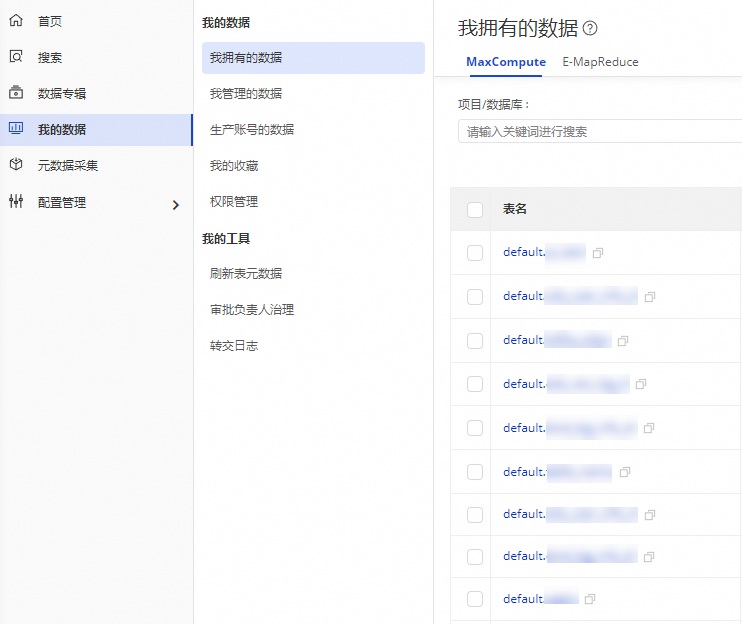 首页
搜索
数据专辑
我的数据
元数据采集
配置管理
我的数据
我拥有的数据
我管理的数据
生产账号的数据
我的收藏
权限管理
我的工具
刷新表元数据
审批负责人治理
转交日志
我拥有的数据
MaxCompute E-MapReduce
项目/数据库：
请输入关键词进行搜索
表名
default.
default.
default.
default.
default.
default.
default.
default.
default.